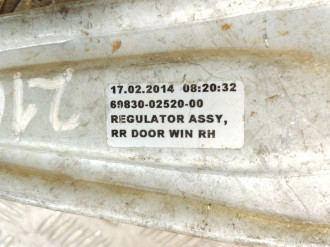 17.02.2014 08:20:32
69830-02520-00
REGULATOR ASSY,
RR DOOR WIN RH